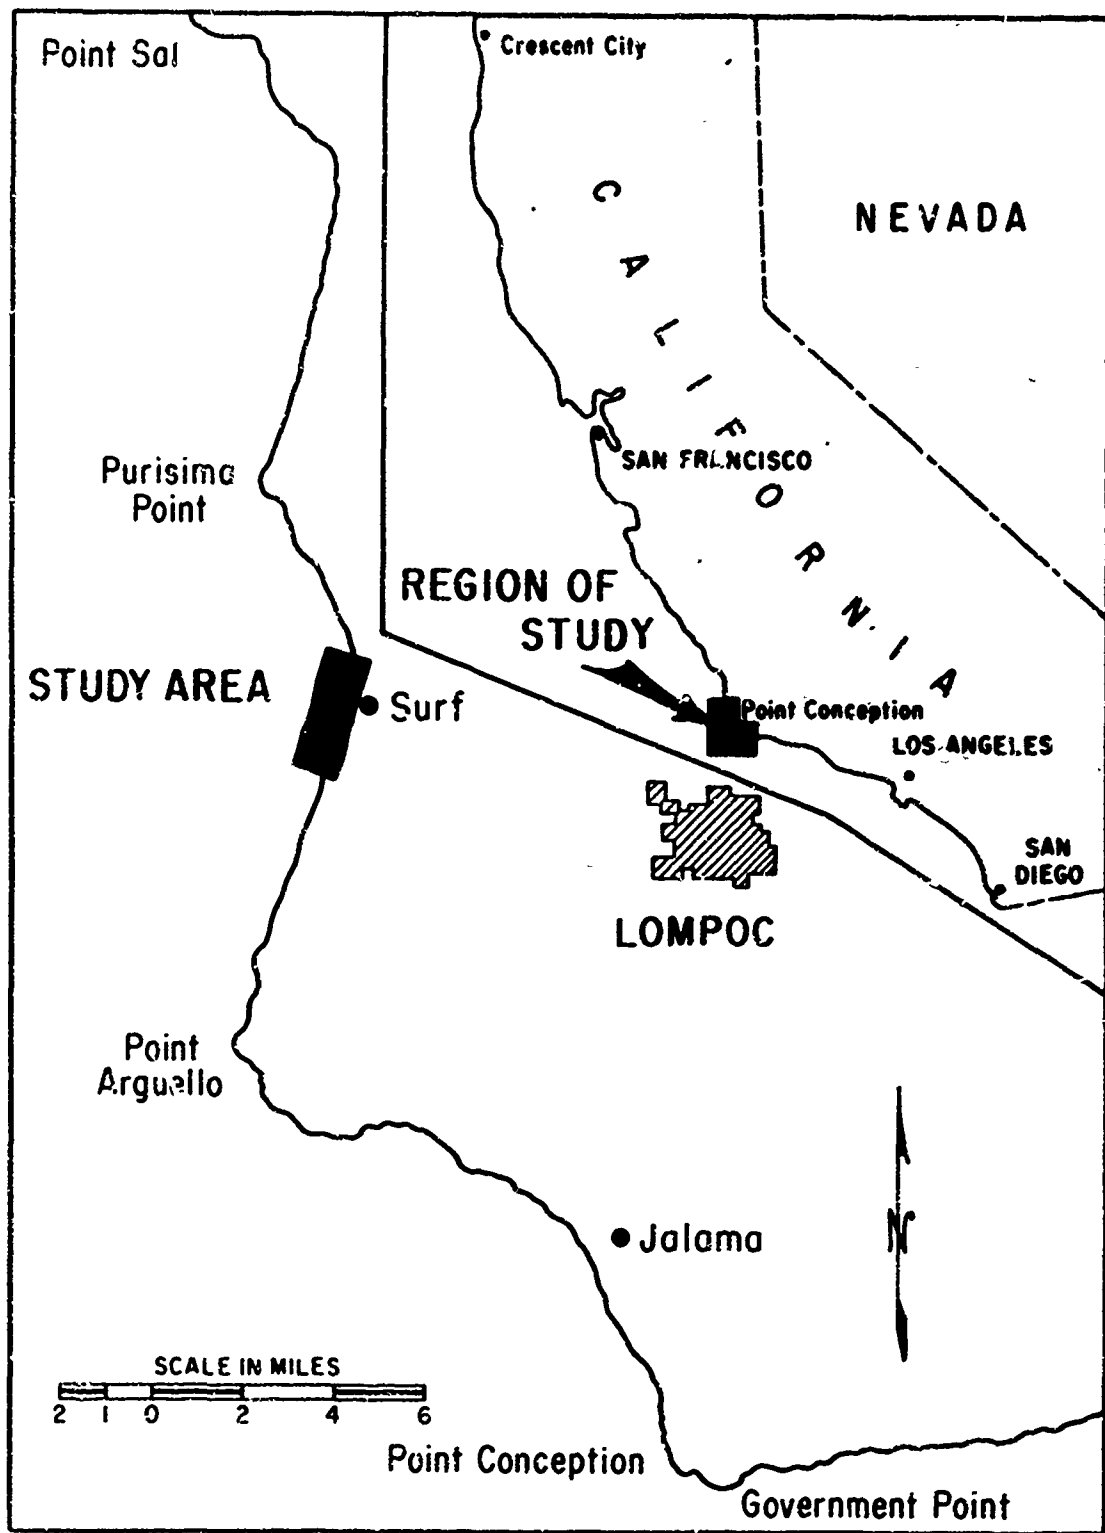 Point Sal
Crescent City
NEVADA
CALIFORNIA
SAN FRANCISCO
Purisima
Point
REGION OF
STUDY
STUDY AREA
Surf
Point Conception
LOS ANGELES
SAN
DIEGO
LOMPOC
Point
Arguello
N
Jalama
SCALE IN MILES
2 1 0 2 4 6
Point Conception
Government Point